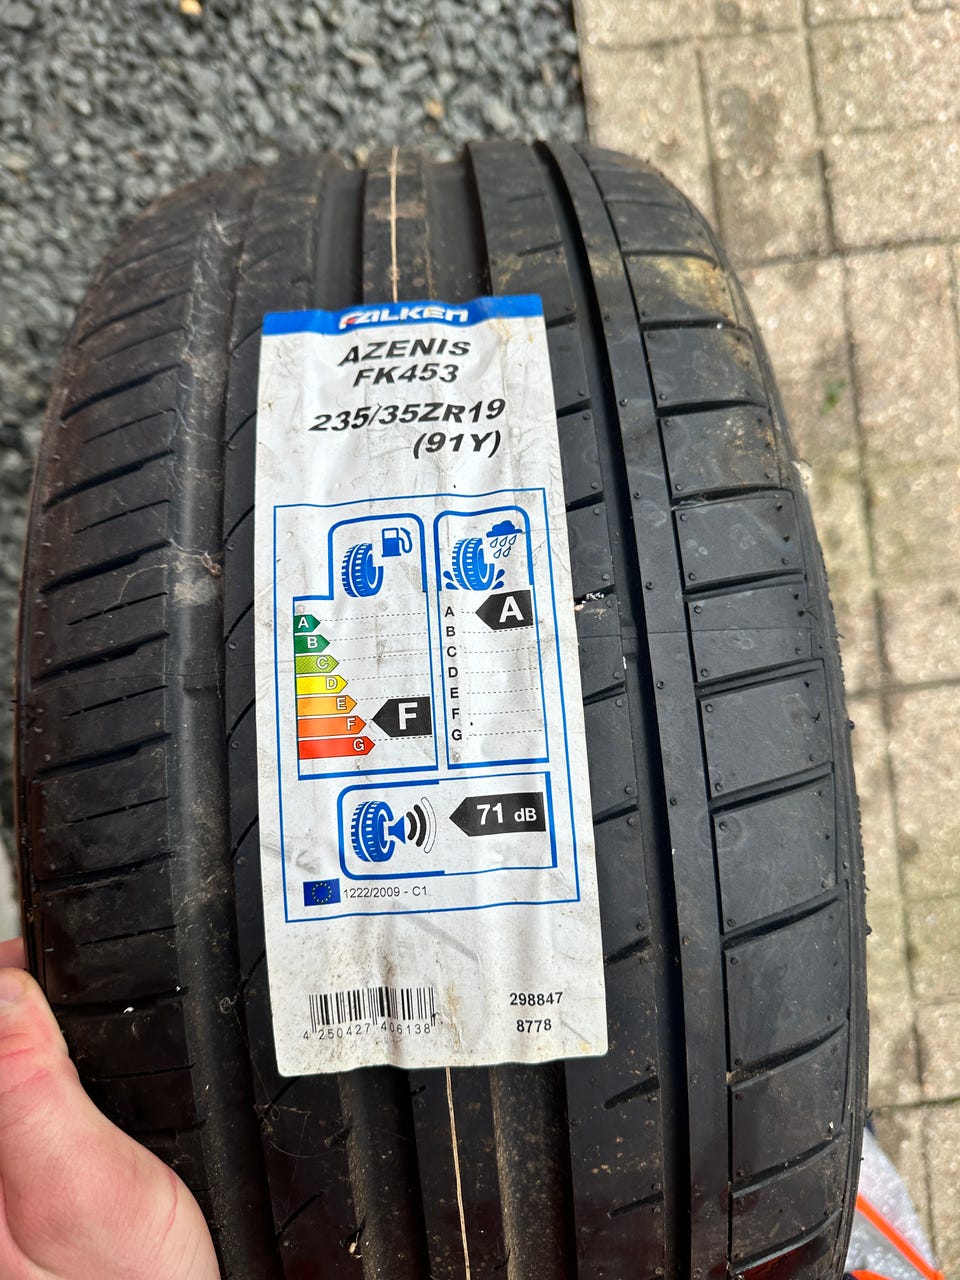 FALKEN
AZENIS
FK453
235/35ZR19
(91Y)
A
B
C
D
E
F
G
F
A
B
C
D
E
F
G
A
71 dB
1222/2009 - C1
4 250427 406138
298847
8778